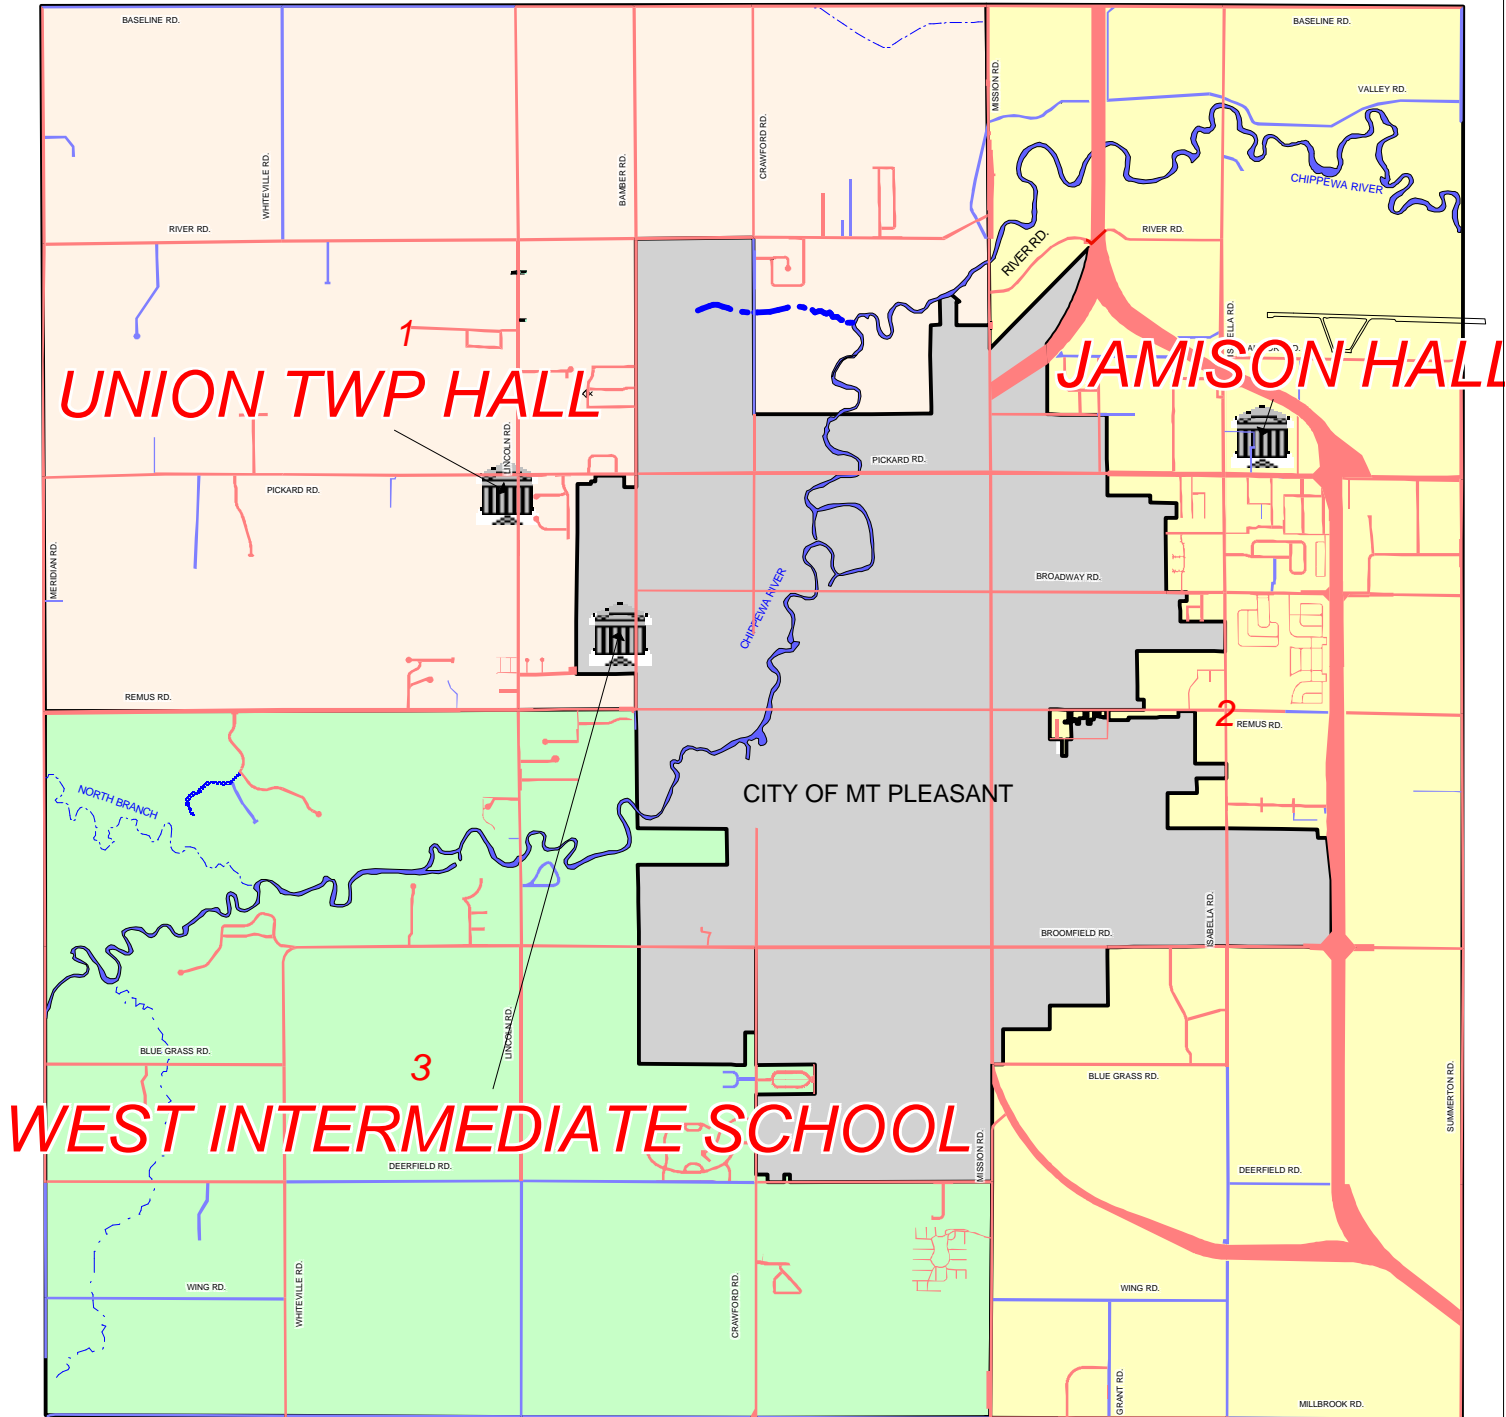 BASELINE RD.
BASELINE RD.
MISSION RD.
VALLEY RD.
CRAWFORD RD.
WHITEVILLE RD.
BAMBER RD.
CHIPPEWA RIVER
RIVER RD.
RIVER RD.
RIVER RD.
1
UNION TWP HALL
JAMISON HALL
LINCOLN RD.
PICKARD RD.
PICKARD RD.
MERIDIAN RD.
BROADWAY RD.
CHIPPEWA RIVER
REMUS RD.
2
REMUS RD.
NORTH BRANCH
CITY OF MT PLEASANT
ISABELLA RD.
BROOMFIELD RD.
LINCOLN RD.
BLUE GRASS RD.
3
BLUE GRASS RD.
SUMMERTON RD.
WEST INTERMEDIATE SCHOOL
MISSION RD.
DEERFIELD RD.
DEERFIELD RD.
WING RD.
WHITEVILLE RD.
CRAWFORD RD.
WING RD.
GRANT RD.
MILLBROOK RD.